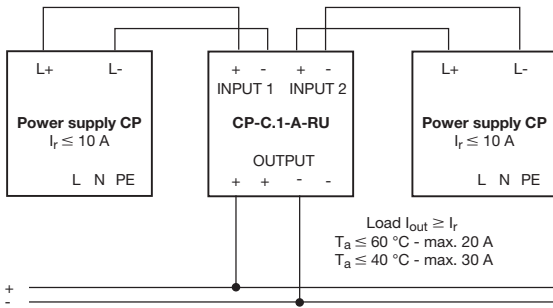 L+ L- + - + - L+ L-
INPUT 1 INPUT 2
Power supply CP CP-C.1-A-RU Power supply CP
Ir ≤ 10 A Ir ≤ 10 A
OUTPUT
L N PE + + - - L N PE
Load Iout ≥ Ir
Ta ≤ 60 °C - max. 20 A
Ta ≤ 40 °C - max. 30 A
+
-